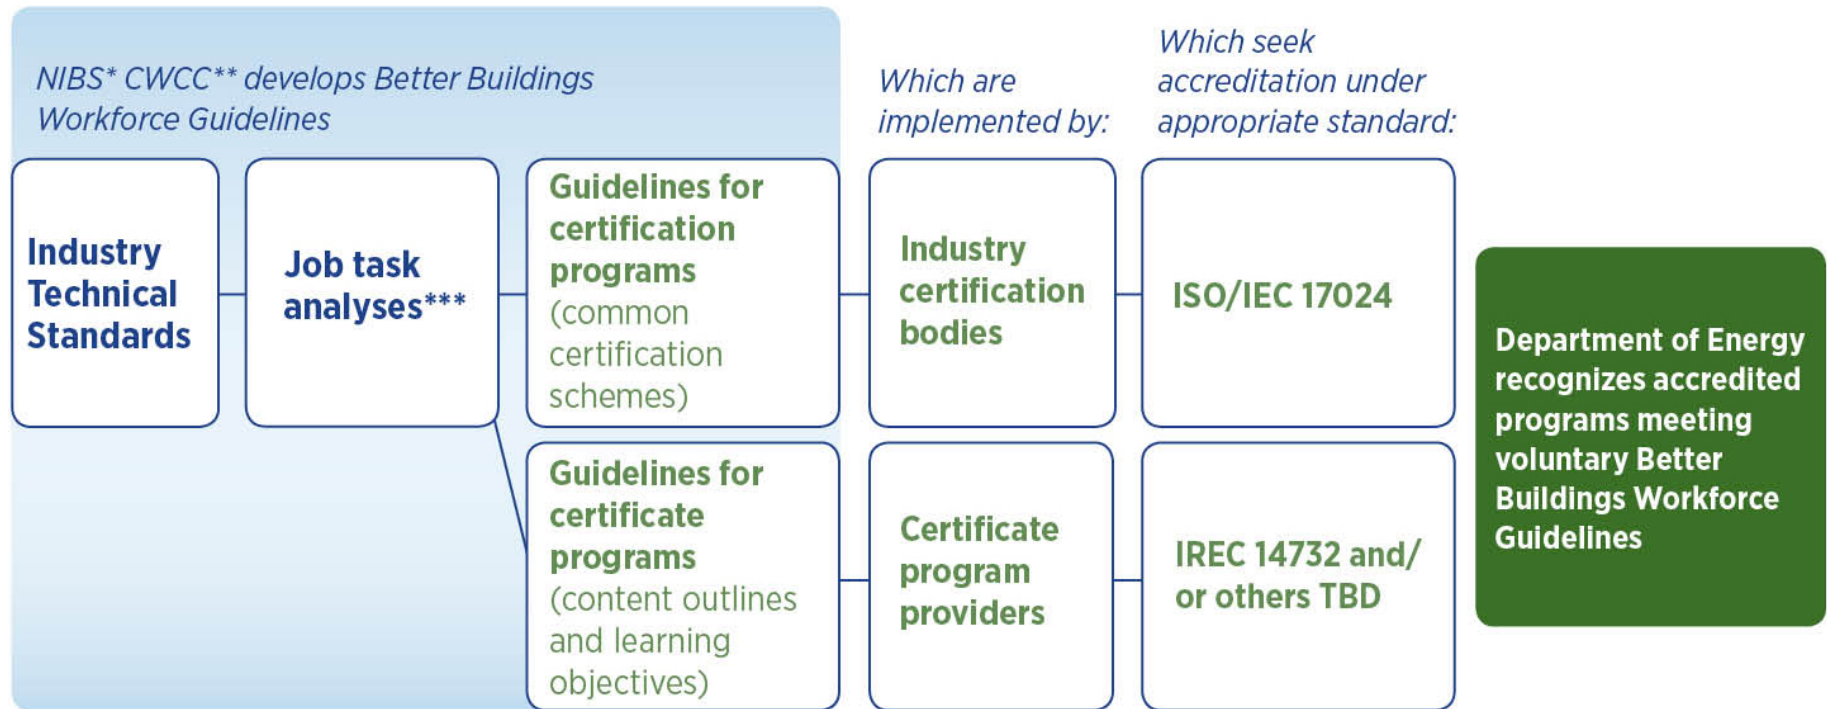 NIBS* CWCC** develops Better Buildings
Workforce Guidelines
Which are
implemented by:
Which seek
accreditation under
appropriate standard:
Industry
Technical
Standards
Job task
analyses***
Guidelines for
certification
programs
(common
certification
schemes)
Industry
certification
bodies
ISO/IEC 17024
Guidelines for
certificate
programs
(content outlines
and learning
objectives)
Certificate
program
providers
IREC 14732 and/
or others TBD
Department of Energy
recognizes accredited
programs meeting
voluntary Better
Buildings Workforce
Guidelines